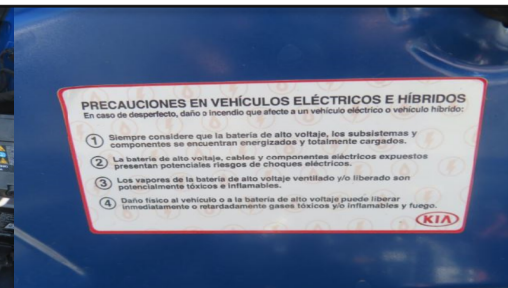 PRECAUCIONES EN VEHÍCULOS ELÉCTRICOS E HÍBRIDOS
En caso de desperfecto, daño o incendio que afecte a un vehículo eléctrico o vehículo híbrido:
1 Siempre considere que la batería de alto voltaje, los subsistemas y
componentes se encuentran energizados y totalmente cargados.
2 La batería de alto voltaje, cables y componentes eléctricos expuestos
presentan potenciales riesgos de choques eléctricos.
3 Los vapores de la batería de alto voltaje ventilado y/o liberado son
potencialmente tóxicos e inflamables.
4 Daño físico al vehículo o a la batería de alto voltaje puede liberar
inmediatamente o retardadamente gases tóxicos y/o inflamables y fuego.
KIA